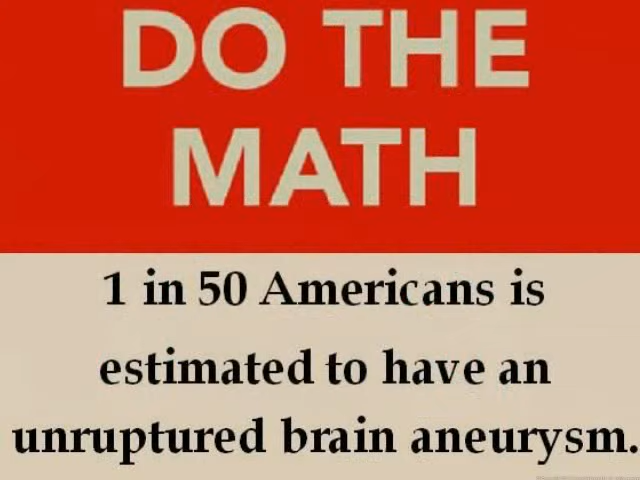 DO THE
MATH
1 in 50 Americans is
estimated to have an
unruptured brain aneurysm.